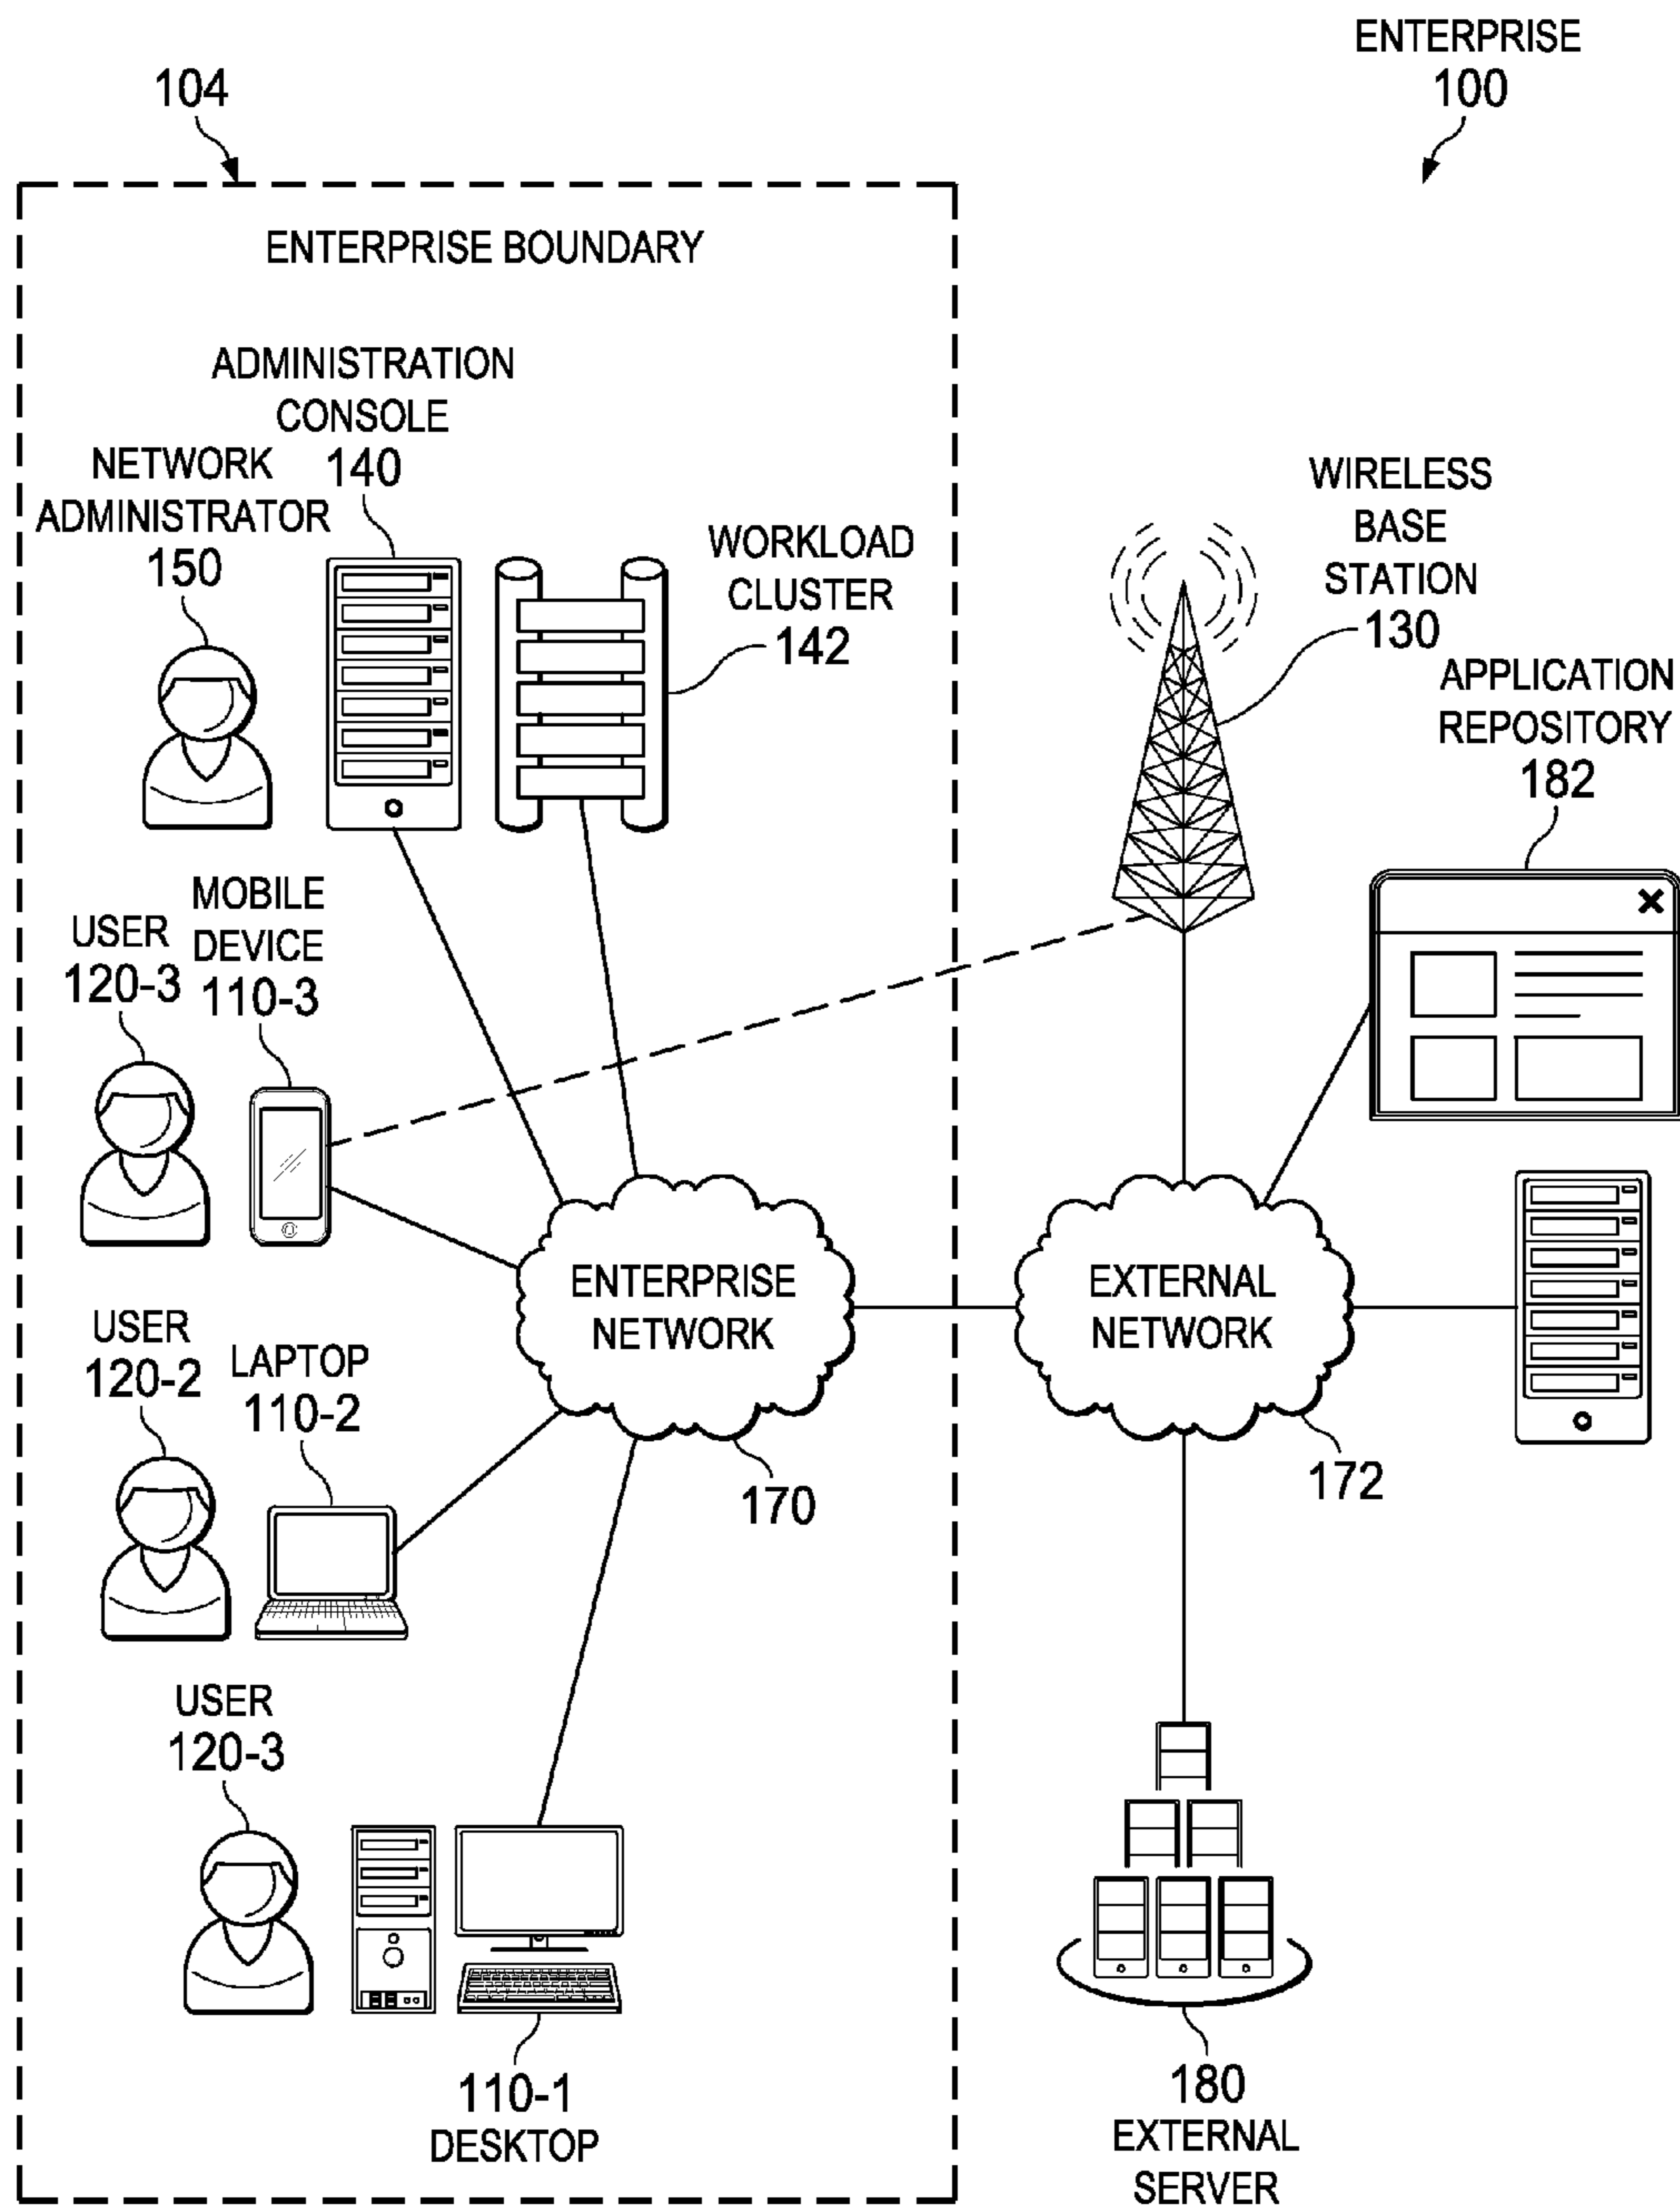 ENTERPRISE
100
104
ENTERPRISE BOUNDARY
ADMINISTRATION
CONSOLE
140
NETWORK
ADMINISTRATOR
150
WORKLOAD
CLUSTER
142
WIRELESS
BASE
STATION
130
APPLICATION
REPOSITORY
182
USER
120-3
MOBILE
DEVICE
110-3
ENTERPRISE
NETWORK
170
EXTERNAL
NETWORK
172
USER
120-2
LAPTOP
110-2
USER
120-3
110-1
DESKTOP
180
EXTERNAL
SERVER